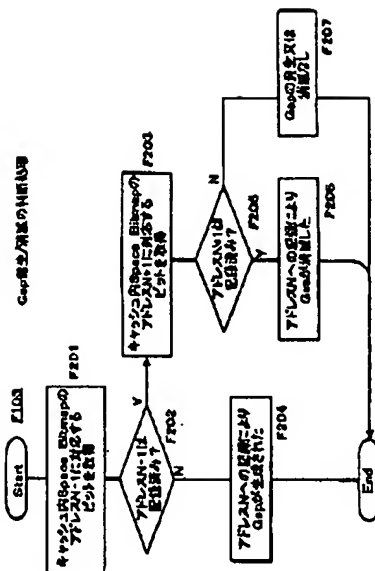 Gap発生/消滅の判断処理
F103
Start
F201
キャッシュ内Space Bitmapの
アドレスN-1に対応する
ビットを取得
F202
アドレスN-1は
記録済み?
Y
N
F203
キャッシュ内Space Bitmapの
アドレスN+1に対応する
ビットを取得
F204
アドレスNへの記録により
Gapが生成された
アドレスN+1は
記録済み?
F205
Y
N
アドレスNへの記録により
Gapが消滅した
F207
Gapの発生又は
消滅なし
End